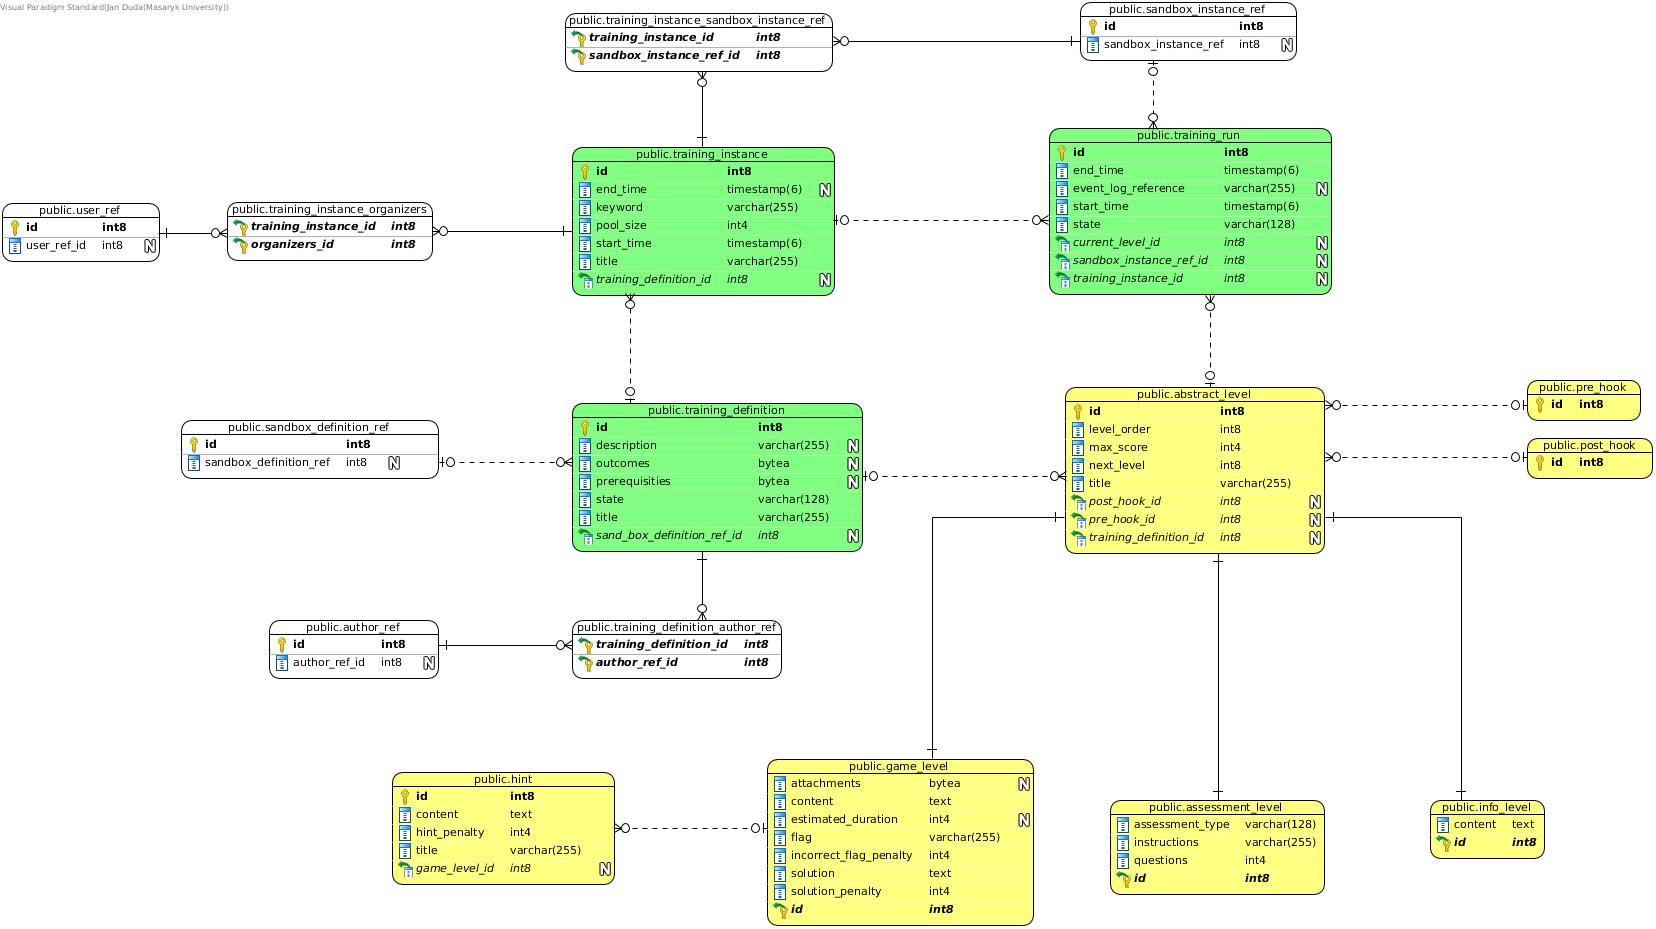 Visual Paradigm Standard(Jan Duda(Masaryk University))
public.training_instance_sandbox_instance_ref
training_instance_id int8
sandbox_instance_ref_id int8
public.sandbox_instance_ref
id int8
sandbox_instance_ref int8 N
public.training_instance
id int8
end_time timestamp(6) N
keyword varchar(255)
pool_size int4
start_time timestamp(6)
title varchar(255)
training_definition_id int8 N
public.training_run
id int8
end_time timestamp(6)
event_log_reference varchar(255) N
start_time timestamp(6)
state varchar(128)
current_level_id int8 N
sandbox_instance_ref_id int8 N
training_instance_id int8 N
public.user_ref
id int8
user_ref_id int8 N
public.training_instance_organizers
training_instance_id int8
organizers_id int8
public.sandbox_definition_ref
id int8
sandbox_definition_ref int8 N
public.training_definition
id int8
description varchar(255) N
outcomes bytea N
prerequisities bytea N
state varchar(128)
title varchar(255)
sand_box_definition_ref_id int8 N
public.abstract_level
id int8
level_order int8
max_score int4
next_level int8
title varchar(255)
post_hook_id int8 N
pre_hook_id int8 N
training_definition_id int8 N
public.pre_hook
id int8
public.post_hook
id int8
public.author_ref
id int8
author_ref_id int8 N
public.training_definition_author_ref
training_definition_id int8
author_ref_id int8
public.hint
id int8
content text
hint_penalty int4
title varchar(255)
game_level_id int8 N
public.game_level
attachments bytea N
content text
estimated_duration int4 N
flag varchar(255)
incorrect_flag_penalty int4
solution text
solution_penalty int4
id int8
public.assessment_level
assessment_type varchar(128)
instructions varchar(255)
questions int4
id int8
public.info_level
content text
id int8